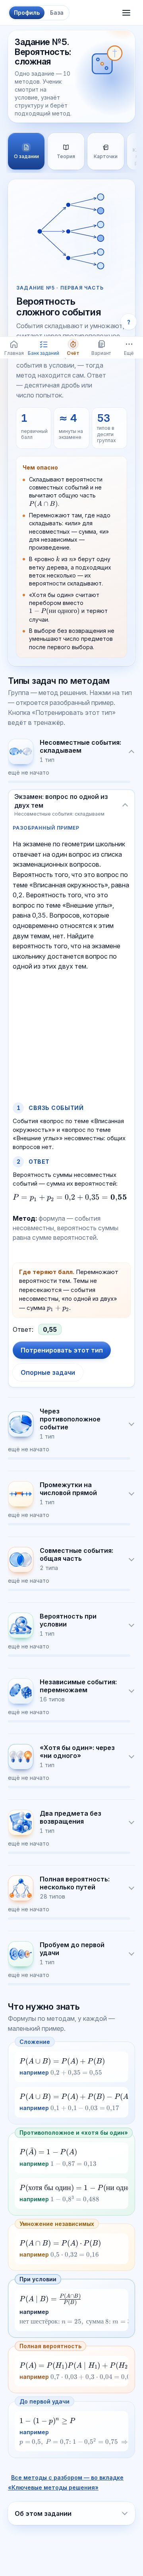 Профиль База
Задание №5.
Вероятность:
сложная
Одно задание — 10
методов. Ученик
смотрит на
условие, узнаёт
структуру и берёт
подходящий метод.
О задании
Теория
Карточки
ЗАДАНИЕ №5 · ПЕРВАЯ ЧАСТЬ
Вероятность
сложного события
События складывают и умножают,
?
Главная Банк заданий Счёт Вариант Ещё
события в условии, — тогда
метод находится сам. Ответ
— десятичная дробь или
число попыток.
1
первичный
балл
≈ 4
минуты на
экзамене
53
типов в
десяти
группах
Чем опасно
Складывают вероятности
совместных событий и не
вычитают общую часть
P(A ∩ B).
Перемножают там, где надо
складывать: «или» для
несовместных — сумма, «и»
для независимых —
произведение.
В «ровно k из n» берут одну
ветку дерева, а подходящих
веток несколько — их
вероятности складывают.
«Хотя бы один» считают
перебором вместо
1 − P(ни одного) и теряют
случаи.
В выборе без возвращения не
уменьшают число предметов
после первого выбора.
Типы задач по методам
Группа — метод решения. Нажми на тип
— откроется разобранный пример.
Кнопка «Потренировать этот тип»
ведёт в тренажёр.
Несовместные события:
складываем
1 тип
ещё не начато
Экзамен: вопрос по одной из
двух тем
Несовместные события: складываем
РАЗОБРАННЫЙ ПРИМЕР
На экзамене по геометрии школьник
отвечает на один вопрос из списка
экзаменационных вопросов.
Вероятность того, что это вопрос по
теме «Вписанная окружность», равна
0,2. Вероятность того, что это
вопрос по теме «Внешние углы»,
равна 0,35. Вопросов, которые
одновременно относятся к этим
двум темам, нет. Найдите
вероятность того, что на экзамене
школьнику достанется вопрос по
одной из этих двух тем.
1 СВЯЗЬ СОБЫТИЙ
События «вопрос по теме «Вписанная
окружность»» и «вопрос по теме
«Внешние углы» несовместны: общих
вопросов нет.
2 ОТВЕТ
Вероятность суммы несовместных
событий — сумма их вероятностей:
P = p₁ + p₂ = 0,2 + 0,35 = 0,55
Метод: формула — события
несовместны, вероятность суммы
равна сумме вероятностей.
Где теряют балл. Перемножают
вероятности тем. Темы не
пересекаются — события
несовместны, «по одной из двух»
— сумма p₁ + p₂.
Ответ: 0,55
Потренировать этот тип
Опорные задачи
Через
противоположное
событие
1 тип
ещё не начато
Промежутки на
числовой прямой
1 тип
ещё не начато
Совместные события:
общая часть
2 типа
ещё не начато
Вероятность при
условии
1 тип
ещё не начато
Независимые события:
перемножаем
16 типов
ещё не начато
«Хотя бы один»: через
«ни одного»
1 тип
ещё не начато
Два предмета без
возвращения
1 тип
ещё не начато
Полная вероятность:
несколько путей
28 типов
ещё не начато
Пробуем до первой
удачи
1 тип
ещё не начато
Что нужно знать
Формулы по методам, у каждой —
маленький пример.
Сложение
P(A ∪ B) = P(A) + P(B)
например 0,2 + 0,35 = 0,55
P(A ∪ B) = P(A) + P(B) − P(A
например 0,1 + 0,1 − 0,03 = 0,17
Противоположное и «хотя бы один»
P(Ā) = 1 − P(A)
например 1 − 0,87 = 0,13
P(хотя бы один) = 1 − P(ни одн
например 1 − 0,8³ = 0,488
Умножение независимых
P(A ∩ B) = P(A) · P(B)
например 0,5 · 0,32 = 0,16
При условии
P(A | B) = P(A∩B)/P(B)
например
нет шестёрок: n = 25, сумма 8: m =
Полная вероятность
P(A) = P(H₁)P(A | H₁) + P(H₂
например 0,7 · 0,03 + 0,3 · 0,04 =
До первой удачи
1 − (1 − p)ⁿ ≥ P
например
p = 0,5, P = 0,7: 1 − 0,5² = 0,75 ⇒
Все методы с разбором — во вкладке
«Ключевые методы решения»
Об этом задании